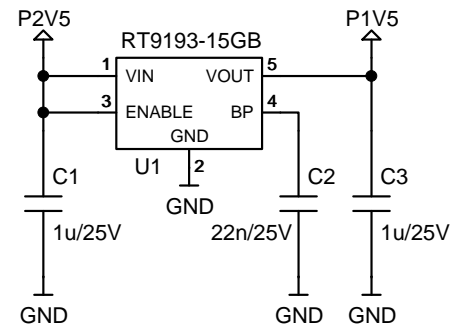 P2V5 P1V5
RT9193-15GB
1 VIN VOUT 5
3 ENABLE BP 4
GND
U1 2
GND
C1 C2 C3
1u/25V 22n/25V 1u/25V
GND GND GND